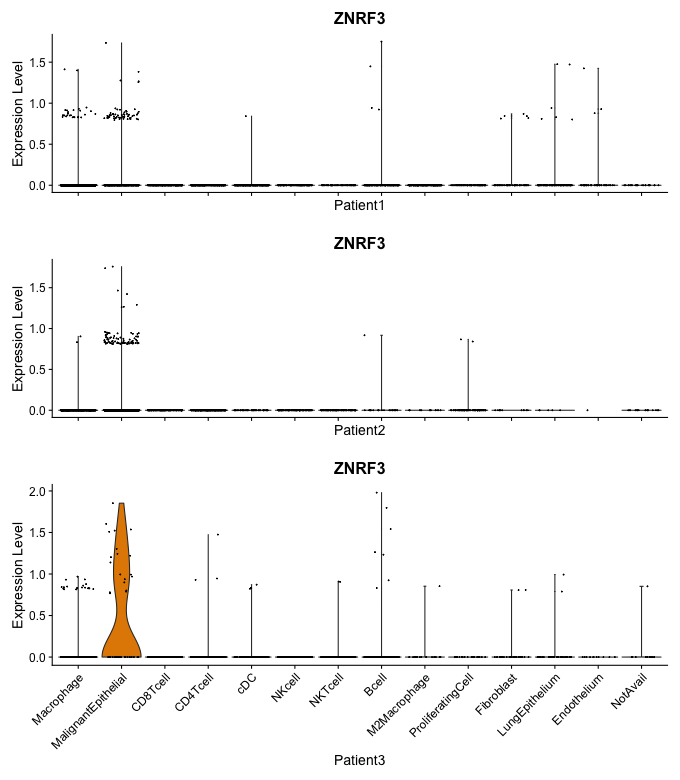 ZNRF3
Expression Level
1.5
1.0
0.5
0.0
Patient1
ZNRF3
Expression Level
1.5
1.0
0.5
0.0
Patient2
ZNRF3
Expression Level
2.0
1.5
1.0
0.5
0.0
Macrophage
MalignantEpithelial
CD8Tcell
CD4Tcell
cDC
NKcell
NKTcell
Bcell
M2Macrophage
ProliferatingCell
Fibroblast
LungEpithelium
Endothelium
NotAvail
Patient3